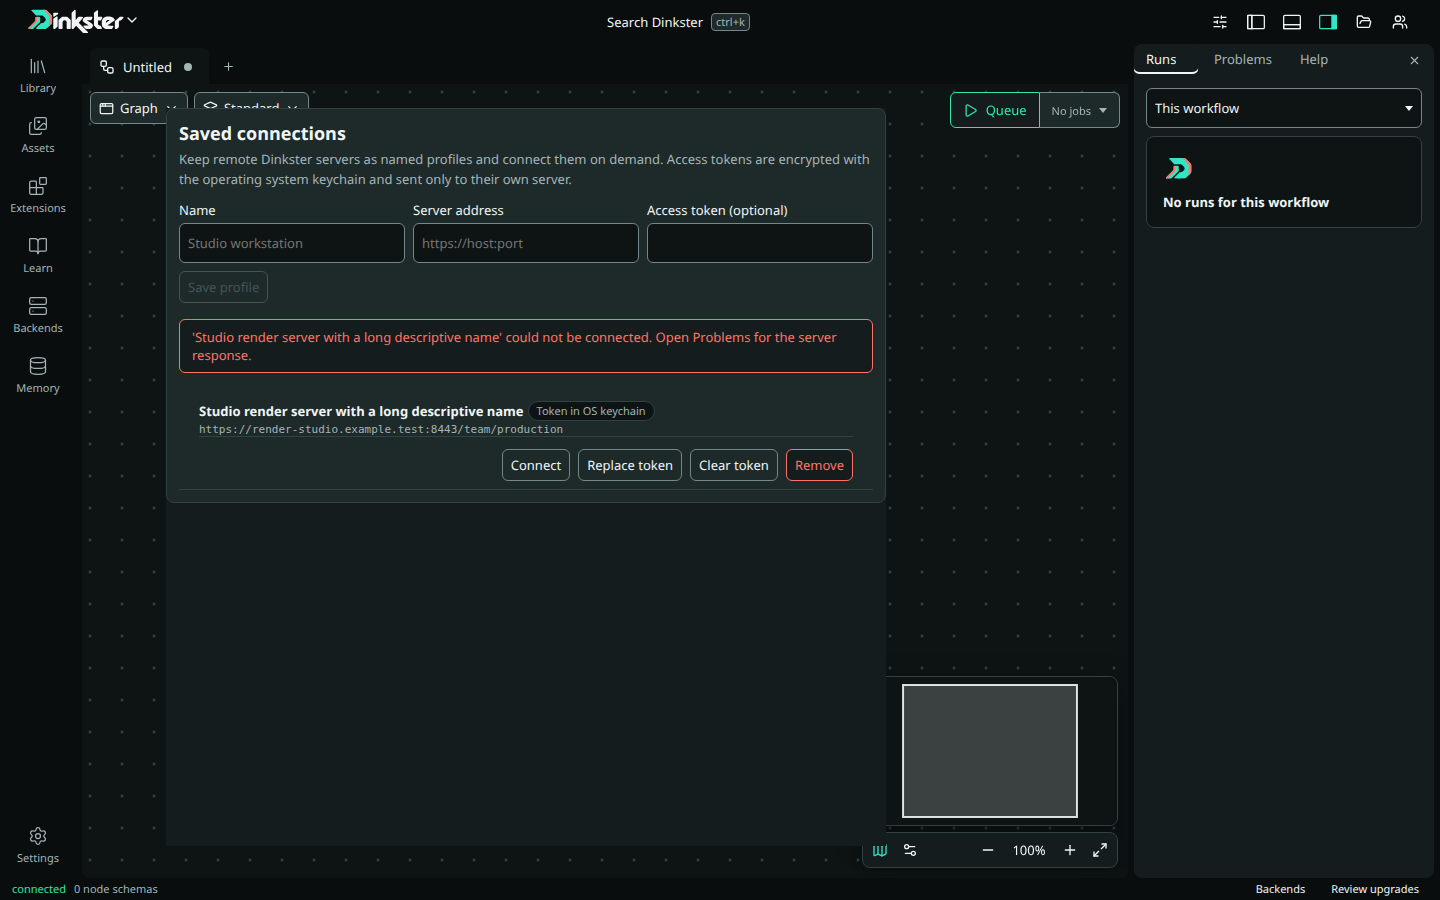 Dinkster
Search Dinkster ctrl+k
Library
Assets
Extensions
Learn
Backends
Memory
Settings
Untitled
Graph
Standard
Queue
No jobs
Saved connections
Keep remote Dinkster servers as named profiles and connect them on demand. Access tokens are encrypted with
the operating system keychain and sent only to their own server.
Name
Server address
Access token (optional)
Studio workstation
https://host:port
Save profile
'Studio render server with a long descriptive name' could not be connected. Open Problems for the server
response.
Studio render server with a long descriptive name Token in OS keychain
https://render-studio.example.test:8443/team/production
Connect
Replace token
Clear token
Remove
100%
Runs
Problems
Help
This workflow
No runs for this workflow
connected 0 node schemas
Backends
Review upgrades